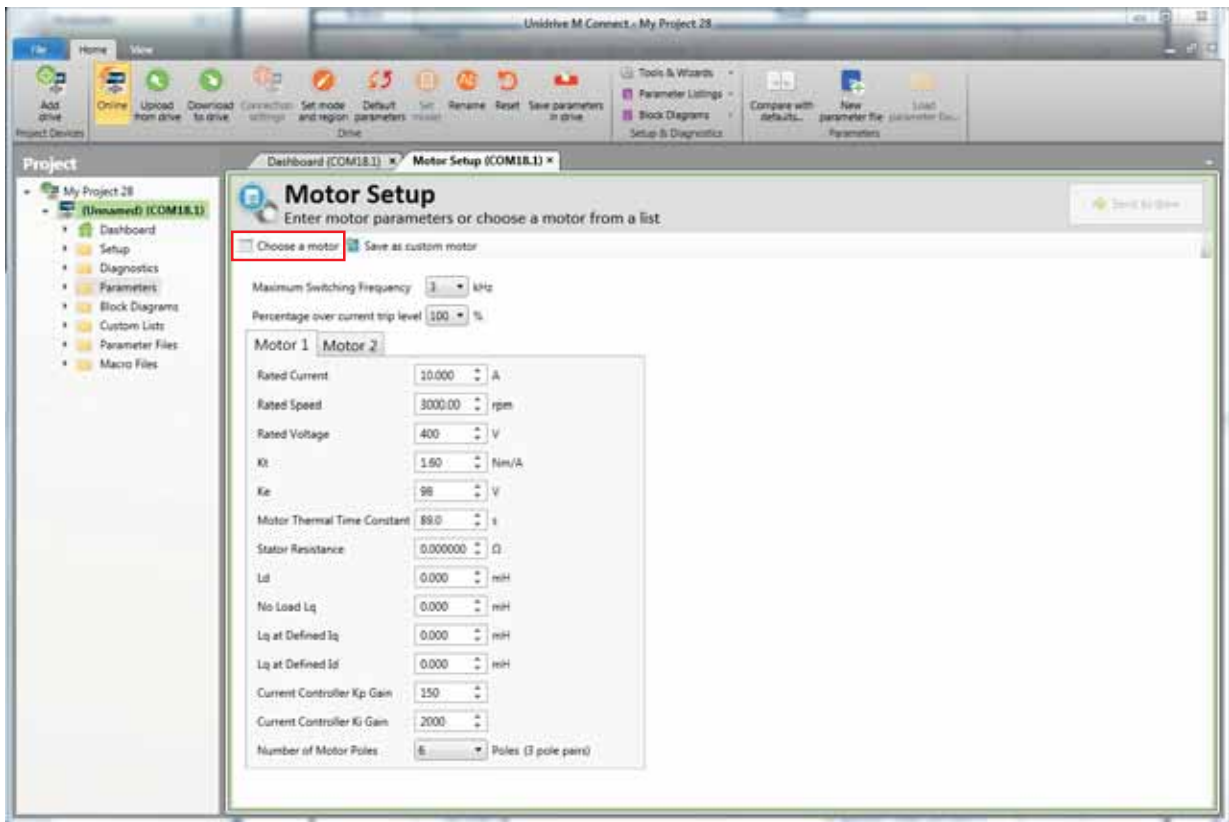 Unidrive M Connect - My Project 28
File Home View
Add drive
Online
Upload from drive
Download to drive
Connection settings
Set mode and region
Default parameters
Set
Rename
Reset
Save parameters in drive
Tools & Wizards
Parameter Listings
Block Diagrams
Compare with defaults...
New parameter file
Load
Project Devices
Drive
Setup & Diagnostics
Parameters
Project
Dashboard (COM18.1) × Motor Setup (COM18.1) ×
My Project 28
(Unnamed) (COM18.1)
Dashboard
Setup
Diagnostics
Parameters
Block Diagrams
Custom Lists
Parameter Files
Macro Files
Motor Setup
Enter motor parameters or choose a motor from a list
Send to drive
Choose a motor Save as custom motor
Maximum Switching Frequency 3 kHz
Percentage over current trip level 100 %
Motor 1 Motor 2
Rated Current 10.000 A
Rated Speed 3000.00 rpm
Rated Voltage 400 V
Kt 1.60 Nm/A
Ke 98 V
Motor Thermal Time Constant 89.0 s
Stator Resistance 0.000000 Ω
Ld 0.000 mH
No Load Lq 0.000 mH
Lq at Defined Iq 0.000 mH
Lq at Defined Id 0.000 mH
Current Controller Kp Gain 150
Current Controller Ki Gain 2000
Number of Motor Poles 6 Poles (3 pole pairs)